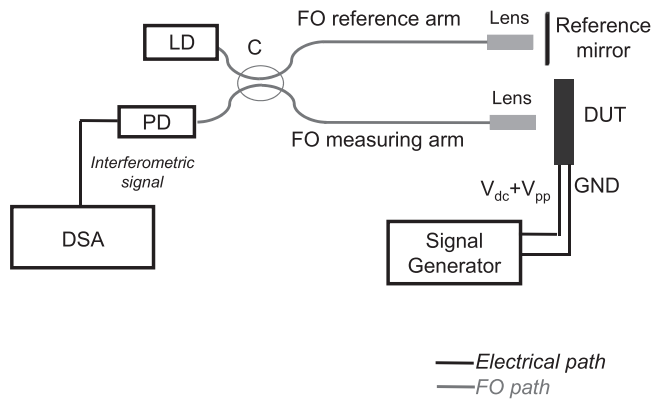 FO reference arm
Lens
Reference
mirror
LD
C
Lens
PD
DUT
FO measuring arm
Interferometric
signal
Vdc+Vpp
GND
DSA
Signal
Generator
Electrical path
FO path